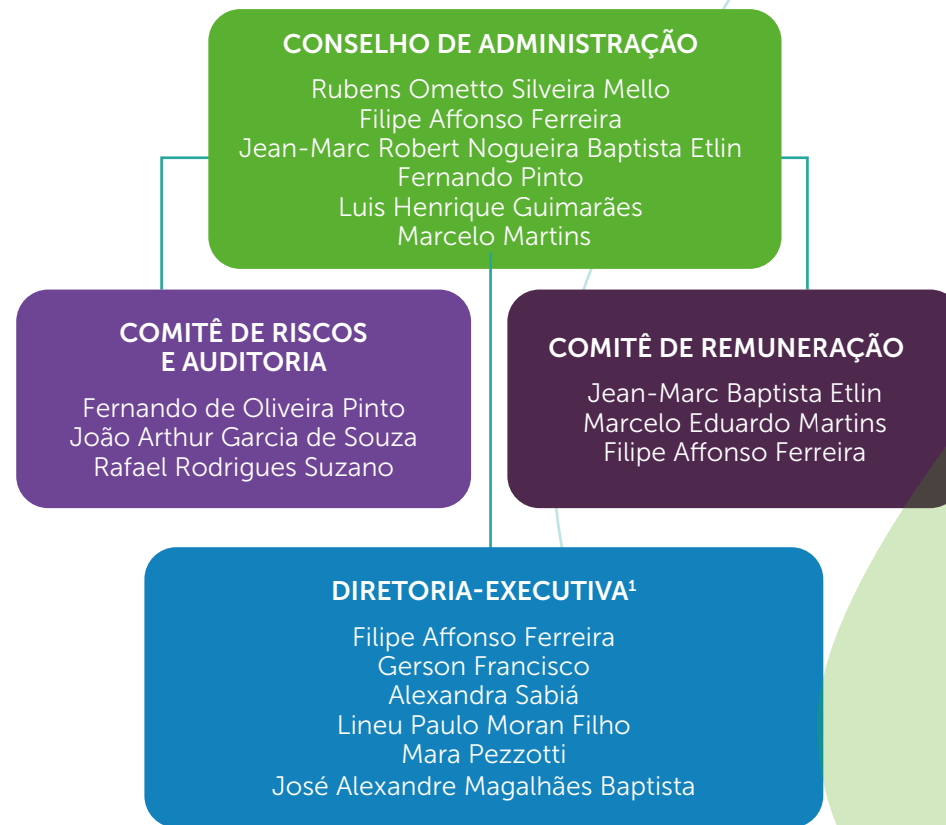 CONSELHO DE ADMINISTRAÇÃO
Rubens Ometto Silveira Mello
Filipe Affonso Ferreira
Jean-Marc Robert Nogueira Baptista Etlin
Fernando Pinto
Luis Henrique Guimarães
Marcelo Martins
COMITÊ DE RISCOS
E AUDITORIA
Fernando de Oliveira Pinto
João Arthur Garcia de Souza
Rafael Rodrigues Suzano
COMITÊ DE REMUNERAÇÃO
Jean-Marc Baptista Etlin
Marcelo Eduardo Martins
Filipe Affonso Ferreira
DIRETORIA-EXECUTIVA¹
Filipe Affonso Ferreira
Gerson Francisco
Alexandra Sabiá
Lineu Paulo Moran Filho
Mara Pezzotti
José Alexandre Magalhães Baptista